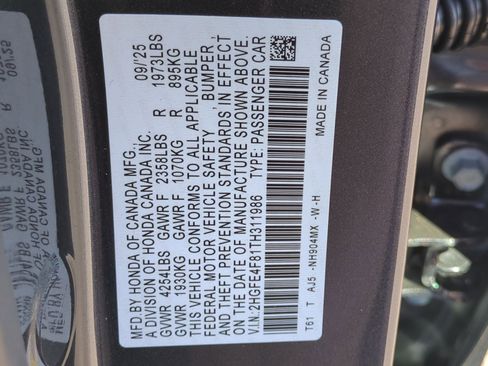 MFD. BY HONDA OF CANADA MFG.,
A DIVISION OF HONDA CANADA INC. 09/'25
GVWR 4254LBS GAWR F 2358LBS R 1973LBS
GVWR 1930KG GAWR F 1070KG R 895KG
THIS VEHICLE CONFORMS TO ALL APPLICABLE
FEDERAL MOTOR VEHICLE SAFETY, BUMPER,
AND THEFT PREVENTION STANDARDS IN EFFECT
ON THE DATE OF MANUFACTURE SHOWN ABOVE.
V.I.N: 2HGFE4F81TH311986 TYPE: PASSENGER CAR
T61 T AJ5 -NH904MX -W-H MADE IN CANADA